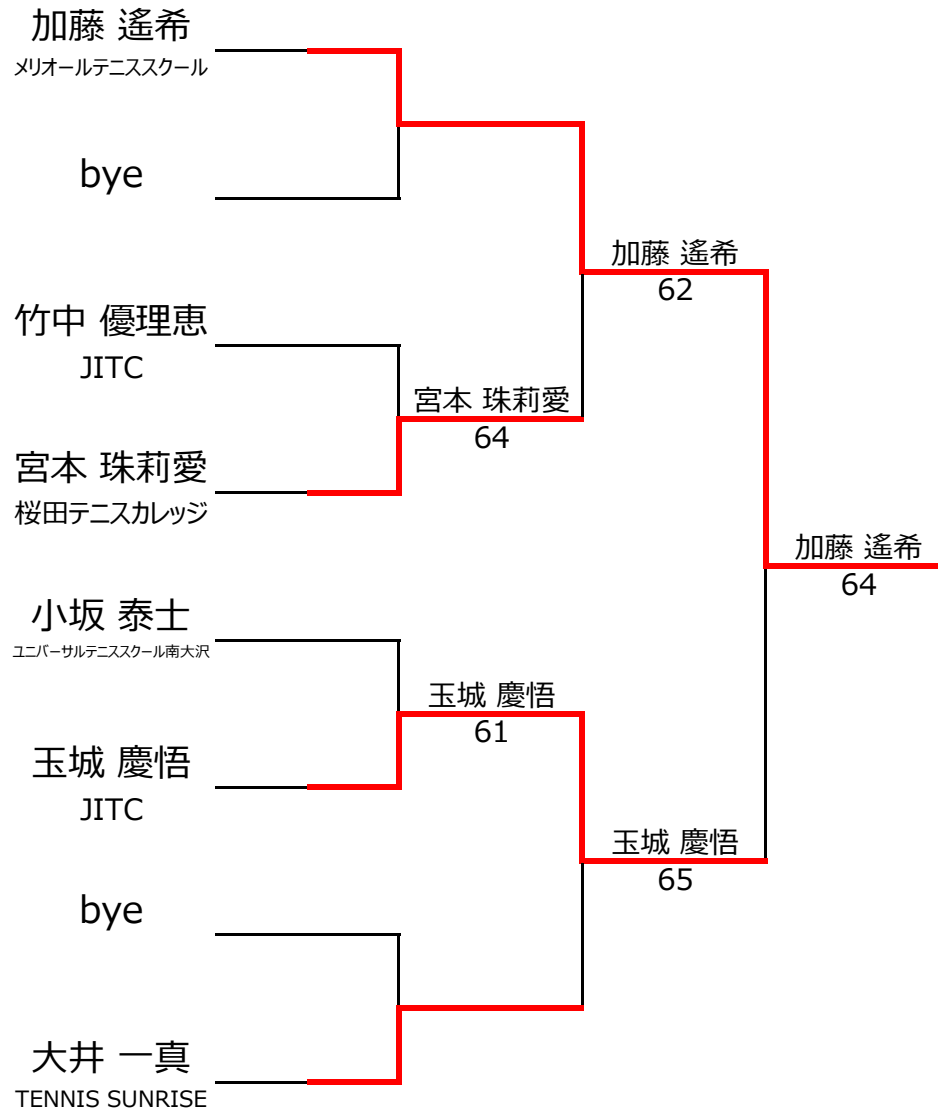 加藤 遙希
メリオールテニススクール
bye
竹中 優理恵
JITC
宮本 珠莉愛
桜田テニスカレッジ
小坂 泰士
ユニバーサルテニススクール南大沢
玉城 慶悟
JITC
bye
大井 一真
TENNIS SUNRISE
宮本 珠莉愛
64
玉城 慶悟
61
加藤 遙希
62
玉城 慶悟
65
加藤 遙希
64